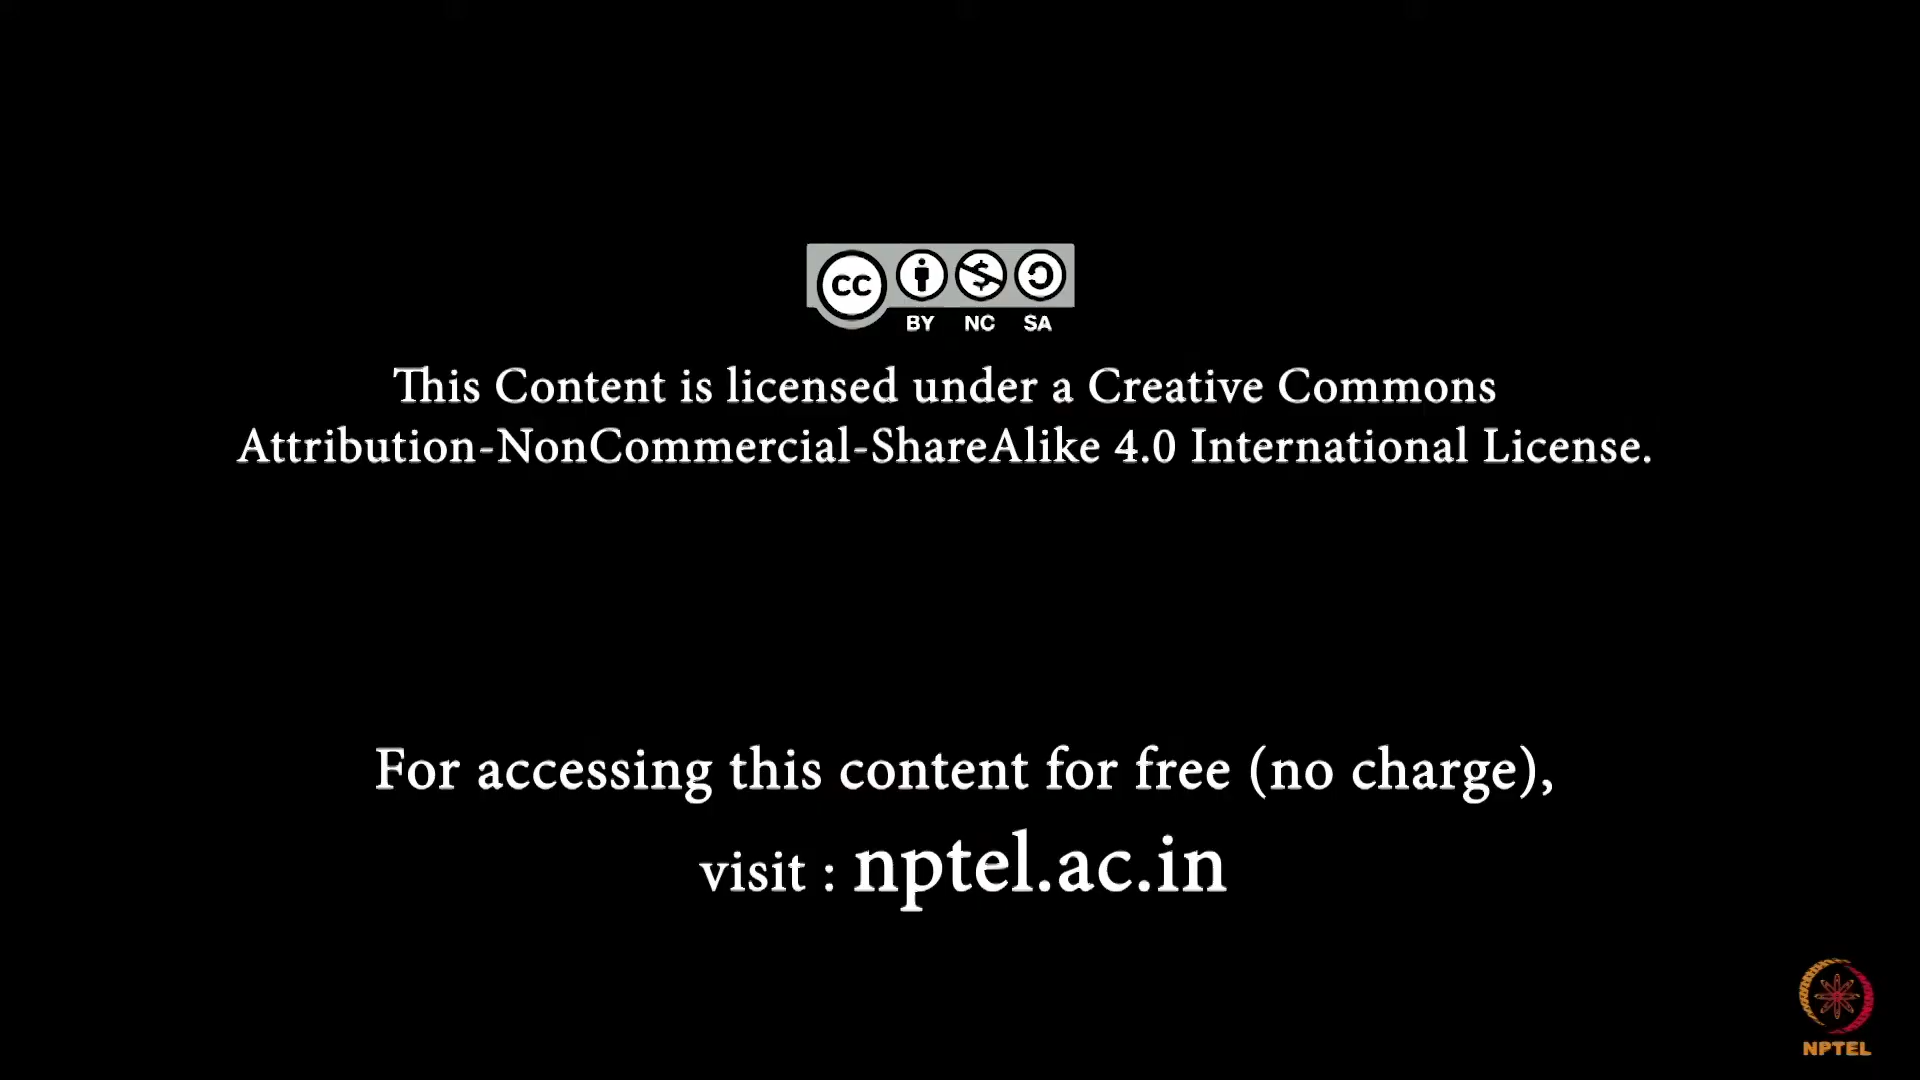 cc
BY NC SA
This Content is licensed under a Creative Commons
Attribution-NonCommercial-ShareAlike 4.0 International License.
For accessing this content for free (no charge),
visit : nptel.ac.in
NPTEL